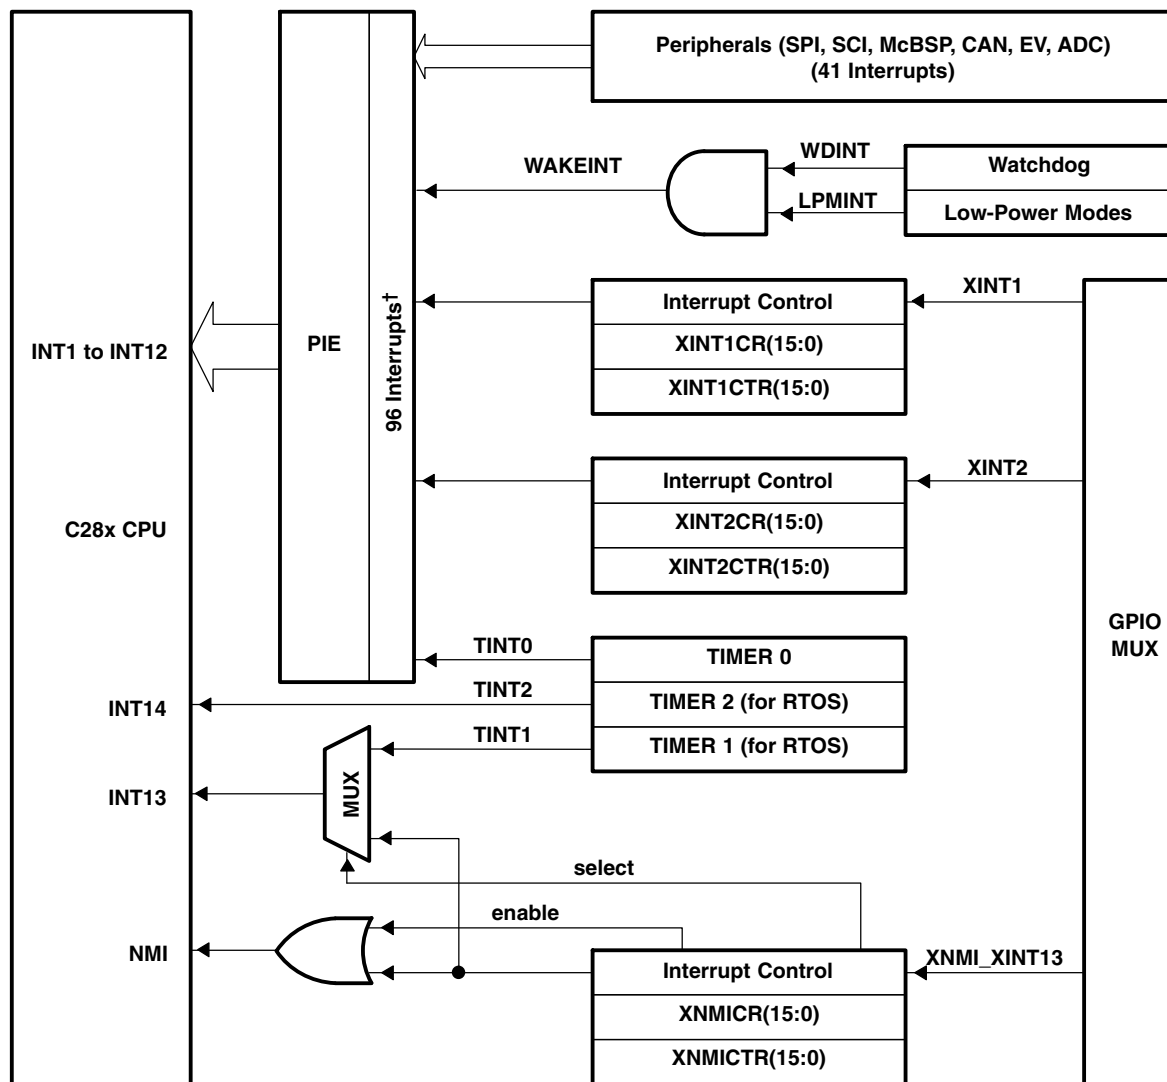 Peripherals (SPI, SCI, McBSP, CAN, EV, ADC)
(41 Interrupts)
WDINT
Watchdog
WAKEINT
LPMINT
Low-Power Modes
XINT1
Interrupt Control
96 Interrupts†
INT1 to INT12
PIE
XINT1CR(15:0)
XINT1CTR(15:0)
XINT2
Interrupt Control
C28x CPU
XINT2CR(15:0)
XINT2CTR(15:0)
GPIO
MUX
TINT0
TIMER 0
TINT2
INT14
TIMER 2 (for RTOS)
TINT1
TIMER 1 (for RTOS)
INT13
MUX
select
enable
NMI
XNMI_XINT13
Interrupt Control
XNMICR(15:0)
XNMICTR(15:0)